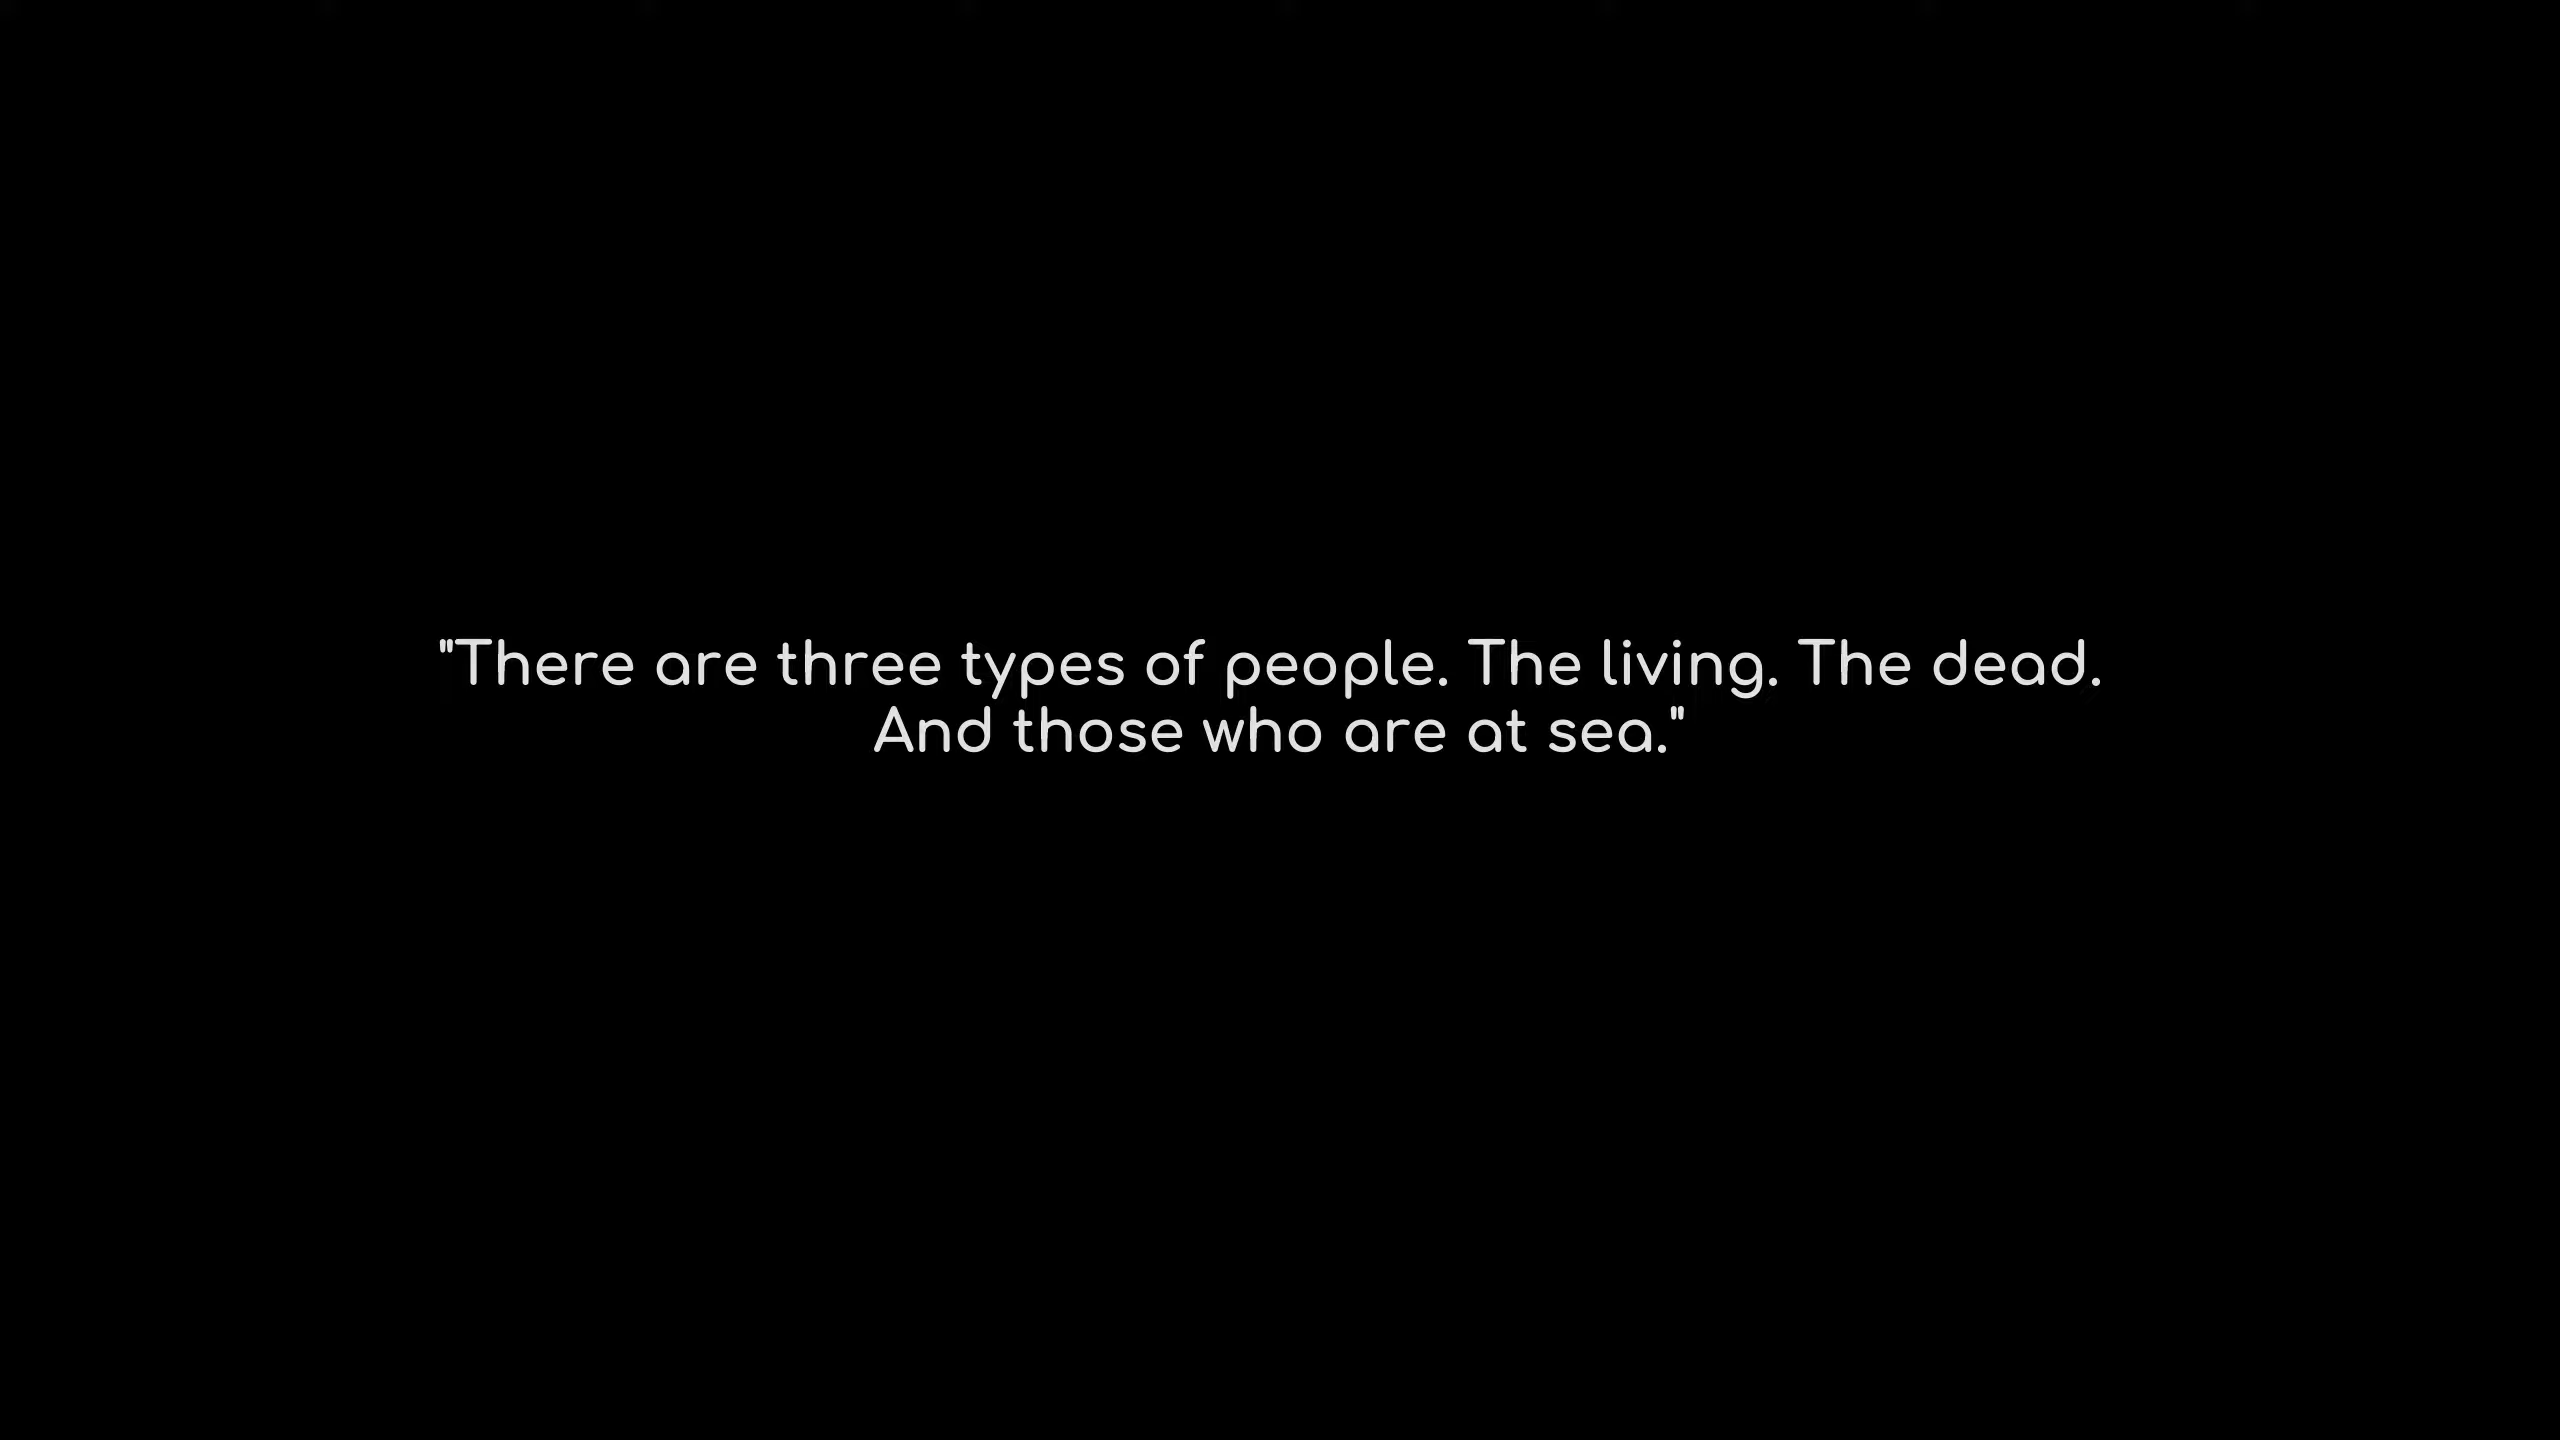 "There are three types of people. The living. The dead.
And those who are at sea."